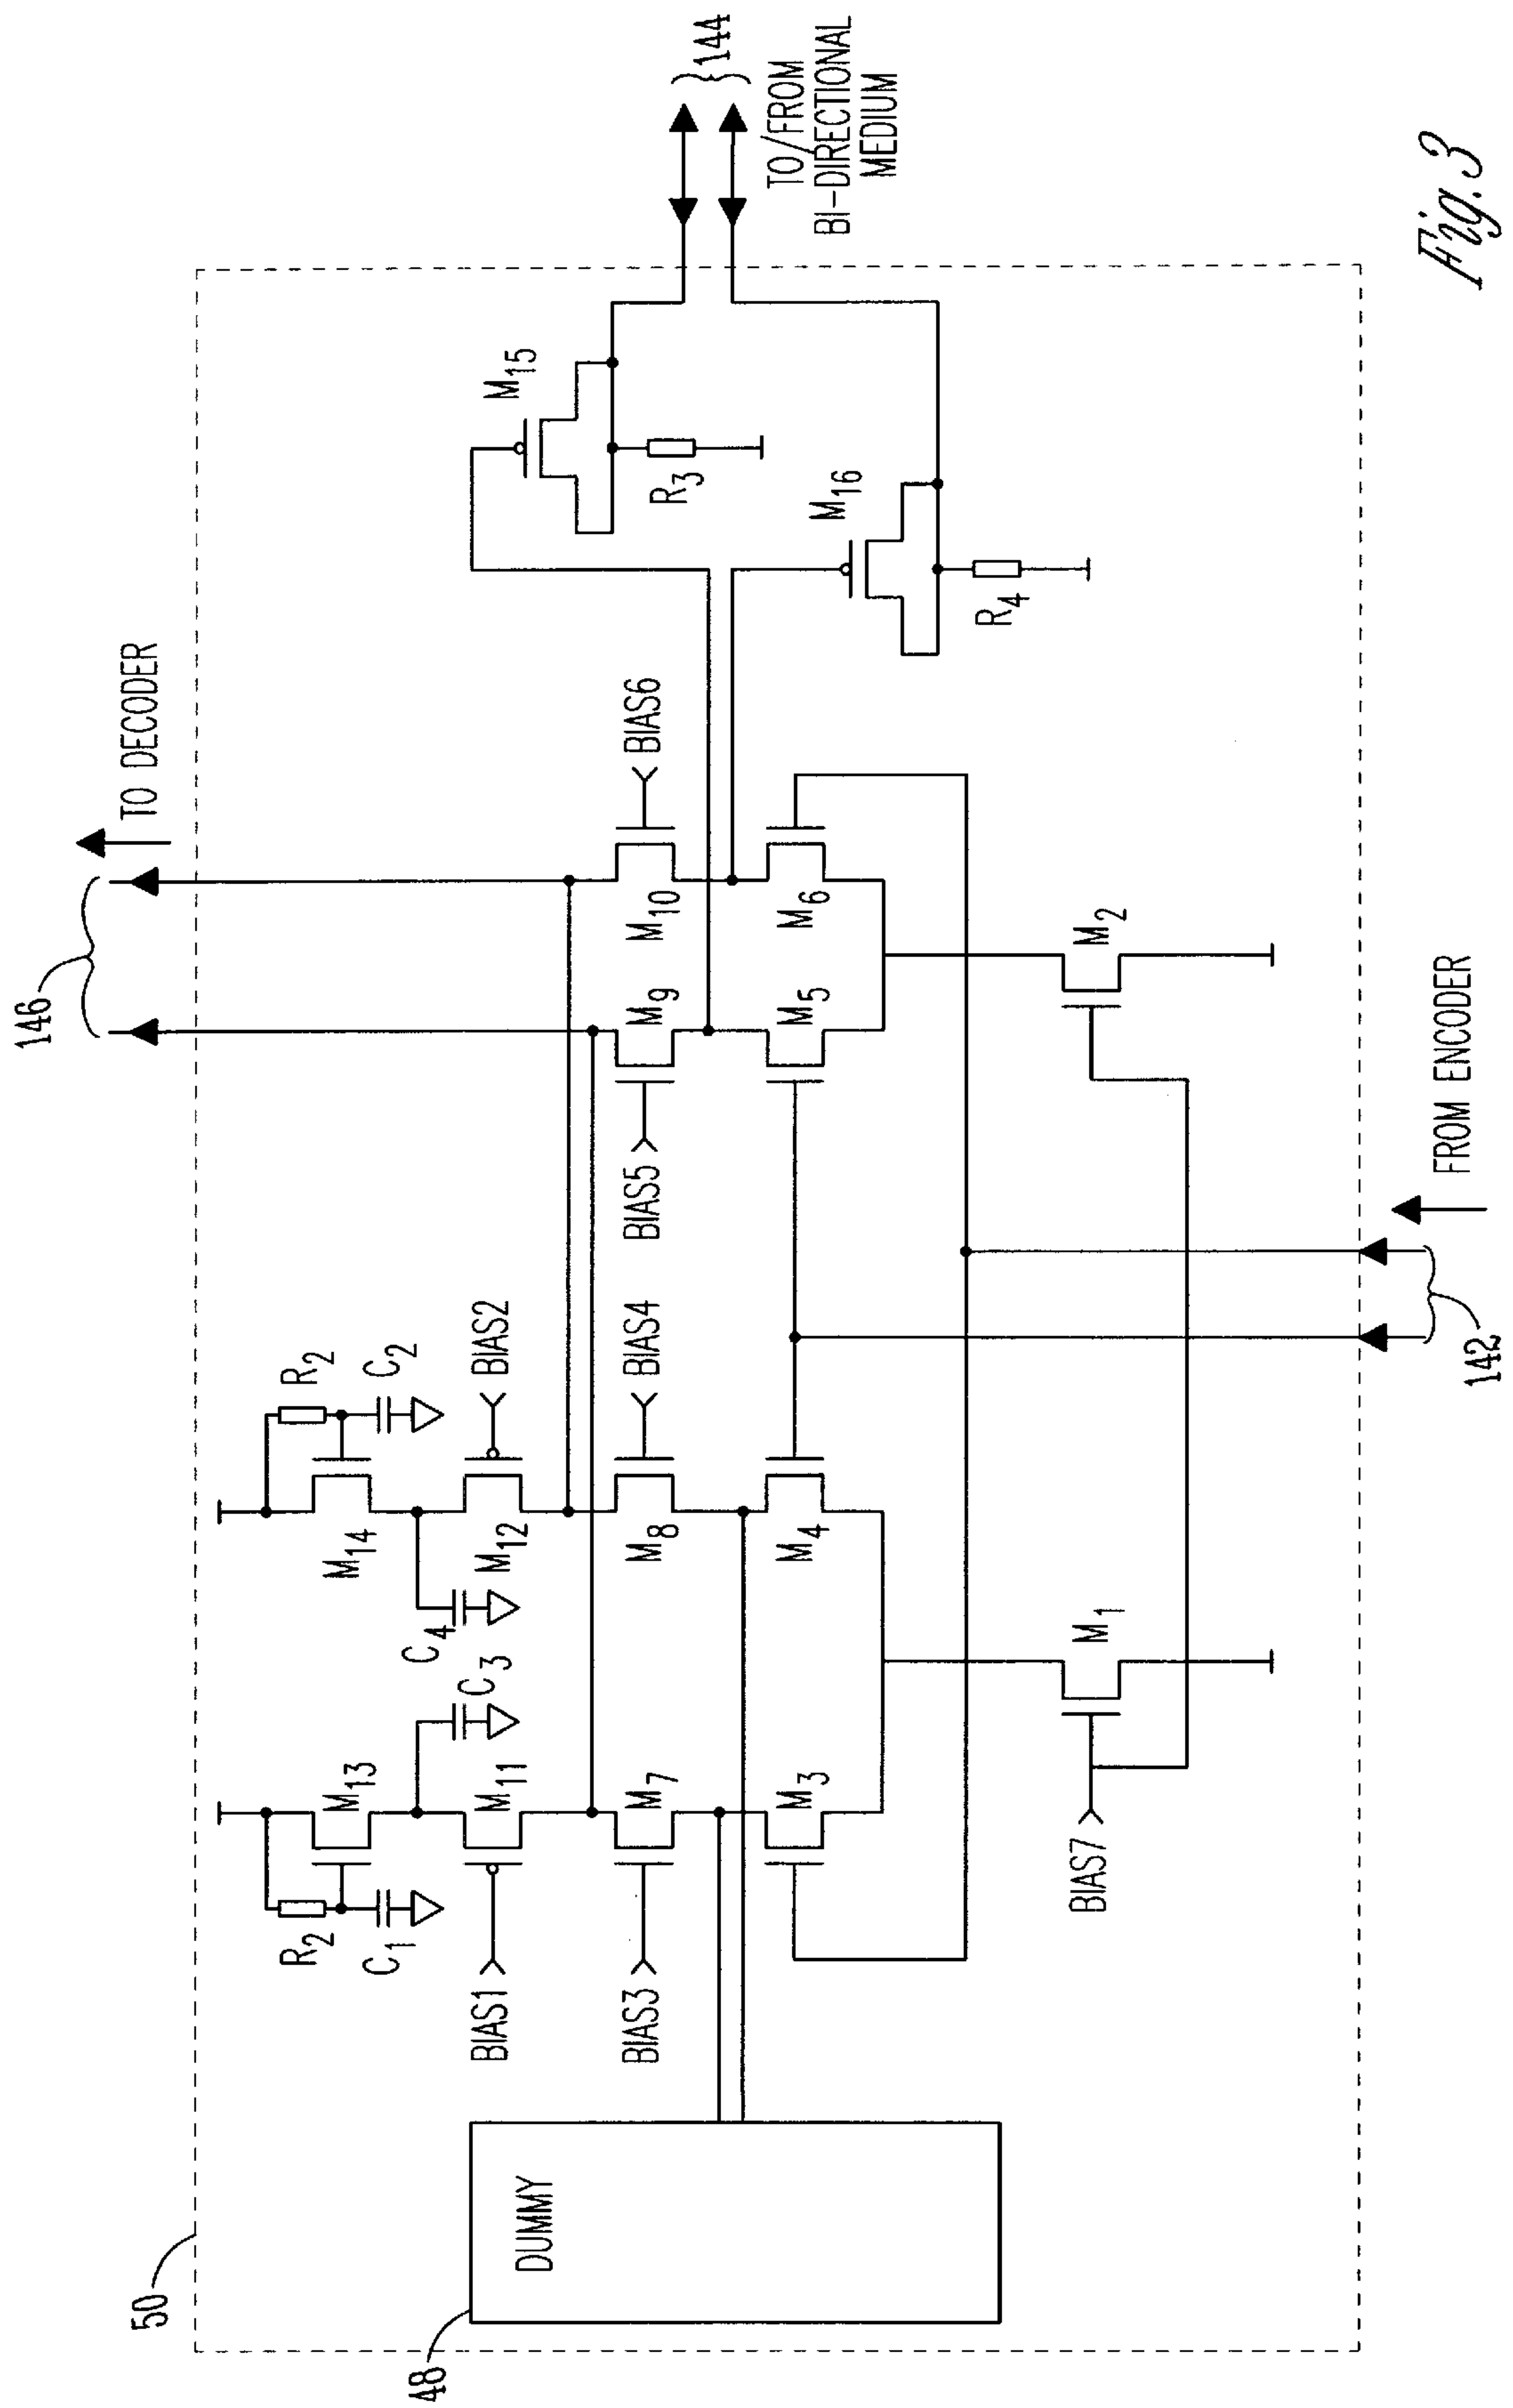 50
48
DUMMY
R2
C1
M13
C3
C4
M14
R2
C2
BIAS1
M11
M12
BIAS2
BIAS3
M7
M8
BIAS4
M3
M4
BIAS7
M1
146
TO DECODER
BIAS5
M9
M10
BIAS6
M5
M6
M2
142
FROM ENCODER
M15
R3
M16
R4
144
TO/FROM
BI-DIRECTIONAL
MEDIUM
Fig. 3